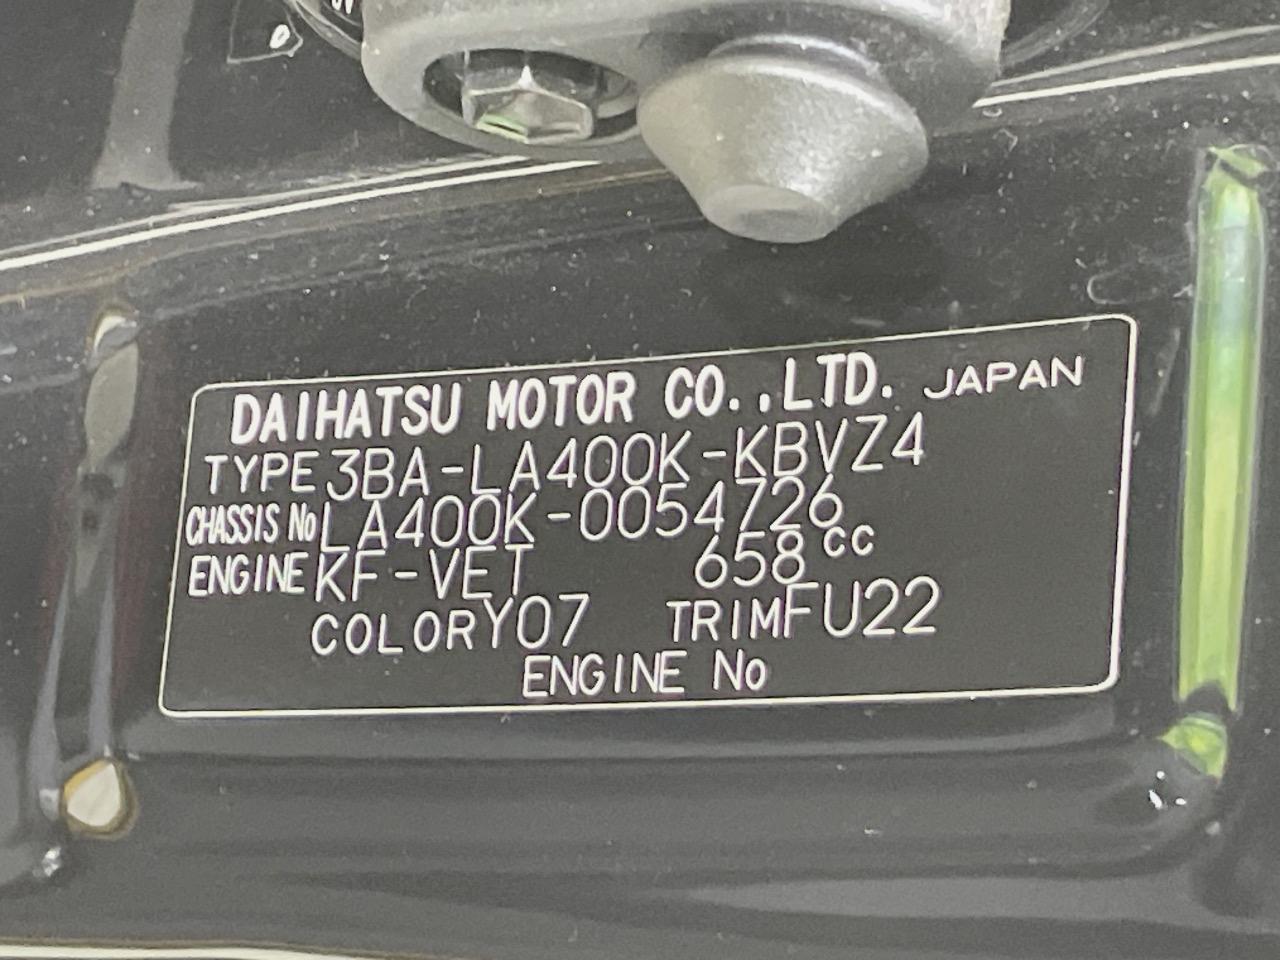 DAIHATSU MOTOR CO.,LTD. JAPAN
TYPE 3BA-LA400K-KBVZ4
CHASSIS No LA400K-0054726
ENGINE KF-VET 658 cc
COLOR Y07 TRIM FU22
ENGINE No